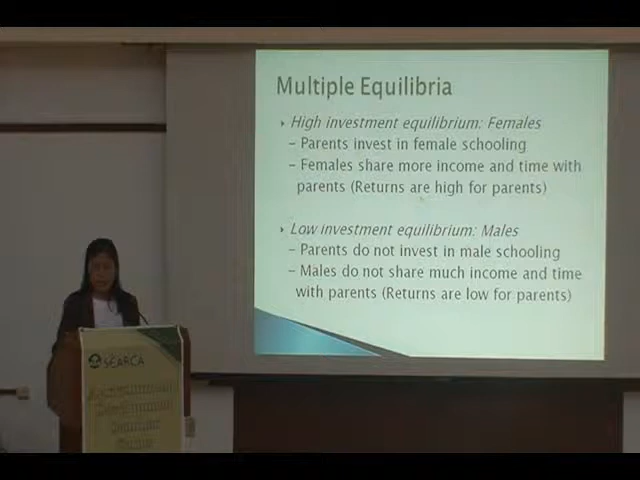 Multiple Equilibria
High investment equilibrium: Females
– Parents invest in female schooling
– Females share more income and time with
parents (Returns are high for parents)
Low investment equilibrium: Males
– Parents do not invest in male schooling
– Males do not share much income and time
with parents (Returns are low for parents)
SEARCA